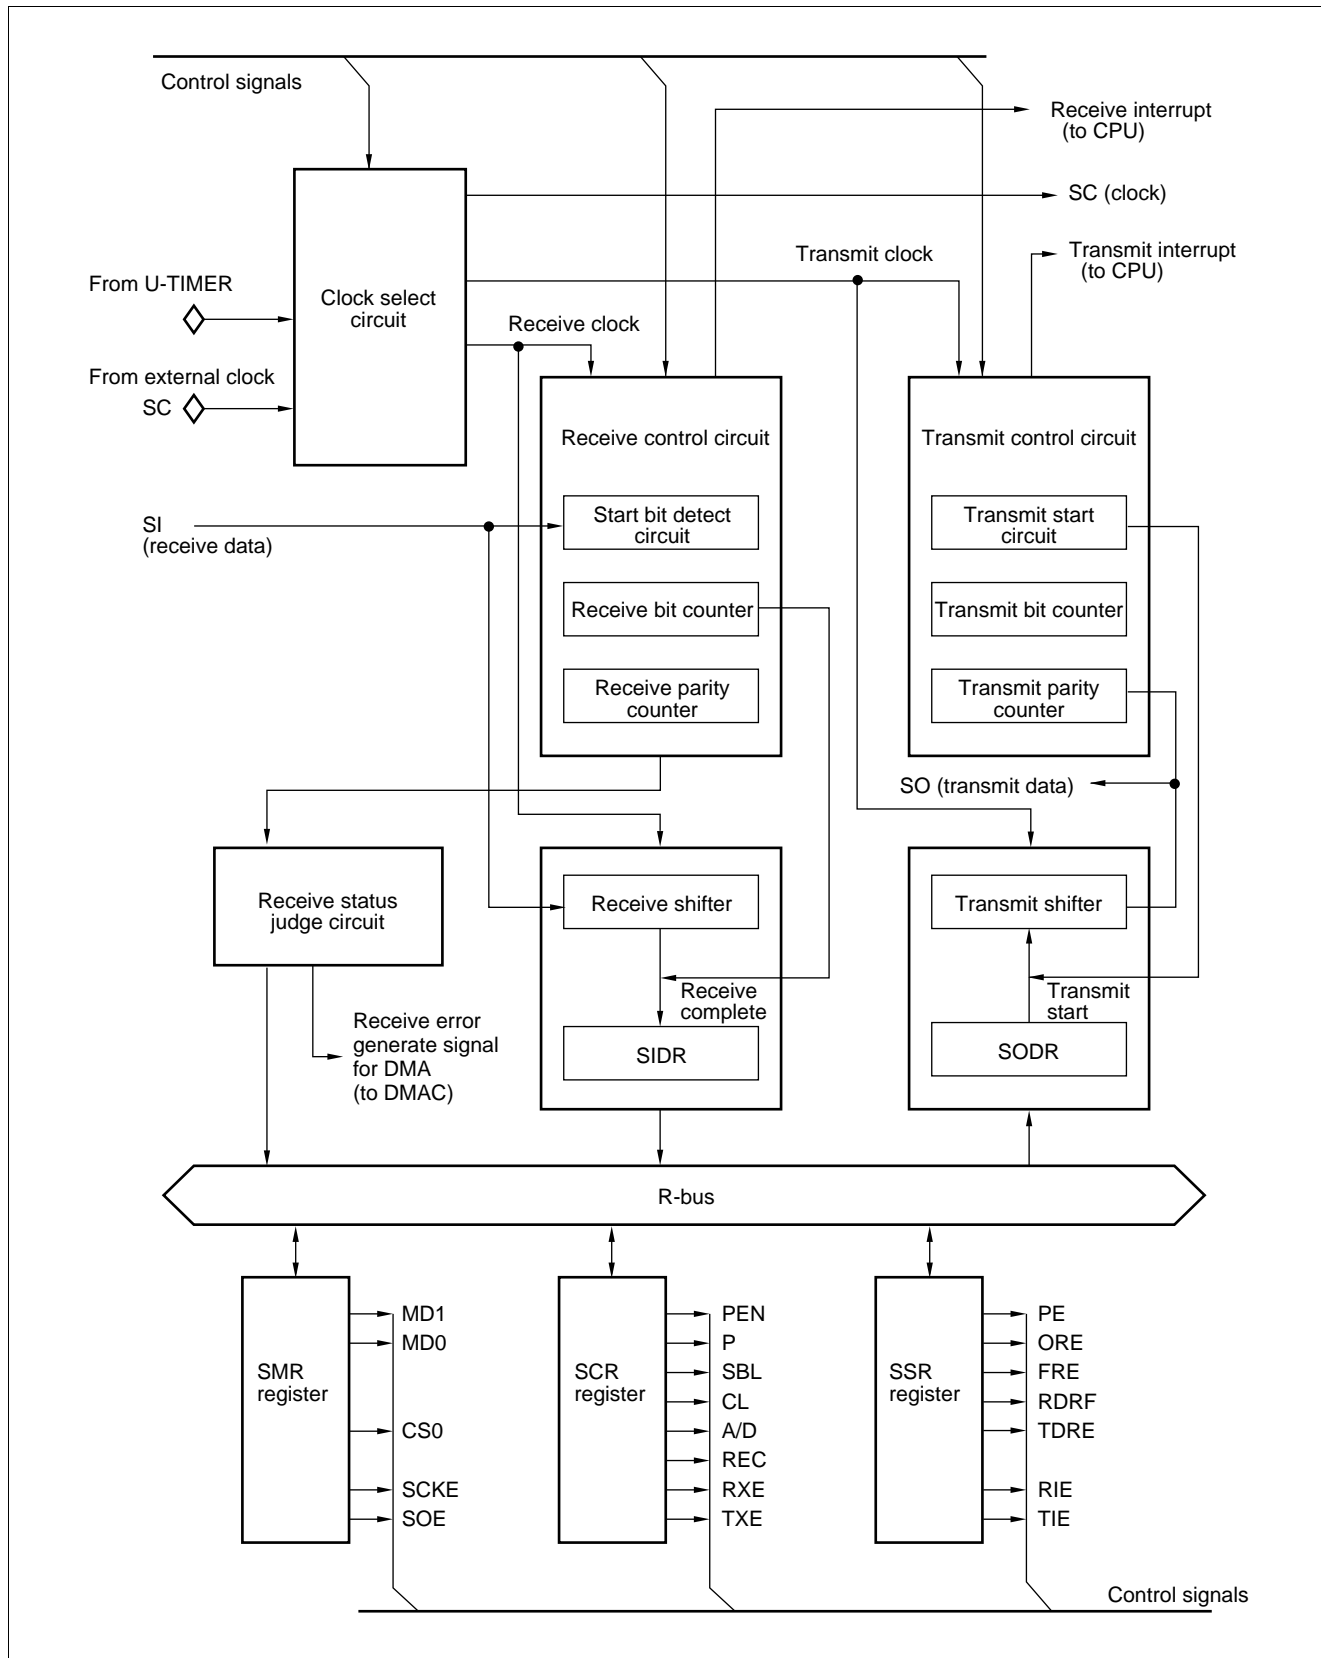 Control signals
Receive interrupt
(to CPU)
SC (clock)
Transmit clock
Transmit interrupt
(to CPU)
From U-TIMER
Clock select
circuit
Receive clock
From external clock
SC
Receive control circuit
Transmit control circuit
SI
(receive data)
Start bit detect
circuit
Transmit start
circuit
Receive bit counter
Transmit bit counter
Receive parity
counter
Transmit parity
counter
SO (transmit data)
Receive status
judge circuit
Receive shifter
Transmit shifter
Receive
complete
Transmit
start
Receive error
generate signal
for DMA
(to DMAC)
SIDR
SODR
R-bus
SMR
register
MD1
MD0
CS0
SCKE
SOE
SCR
register
PEN
P
SBL
CL
A/D
REC
RXE
TXE
SSR
register
PE
ORE
FRE
RDRF
TDRE
RIE
TIE
Control signals